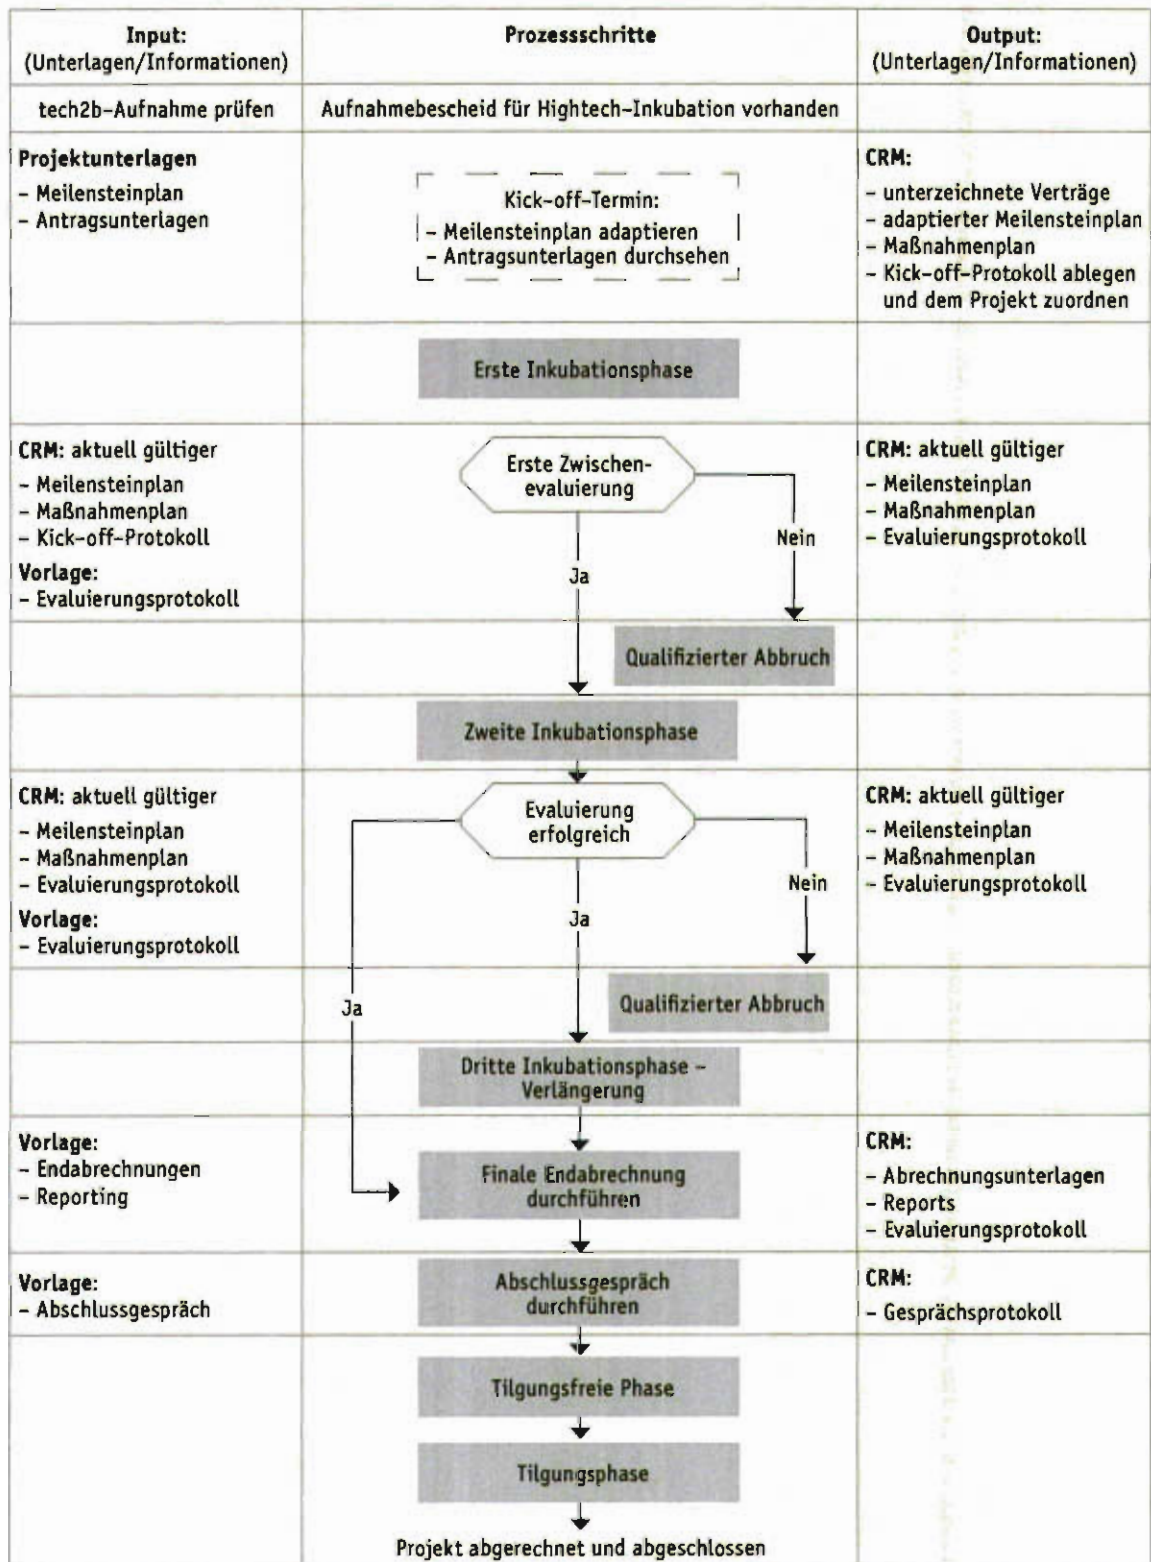 Input:
(Unterlagen/Informationen)
Prozessschritte
Output:
(Unterlagen/Informationen)
tech2b-Aufnahme prüfen
Aufnahmebescheid für Hightech-Inkubation vorhanden
Projektunterlagen
– Meilensteinplan
– Antragsunterlagen
Kick-off-Termin:
– Meilensteinplan adaptieren
– Antragsunterlagen durchsehen
CRM:
– unterzeichnete Verträge
– adaptierter Meilensteinplan
– Maßnahmenplan
– Kick-off-Protokoll ablegen
und dem Projekt zuordnen
Erste Inkubationsphase
CRM: aktuell gültiger
– Meilensteinplan
– Maßnahmenplan
– Kick-off-Protokoll
Vorlage:
– Evaluierungsprotokoll
Erste Zwischen-
evaluierung
Nein
Ja
CRM: aktuell gültiger
– Meilensteinplan
– Maßnahmenplan
– Evaluierungsprotokoll
Qualifizierter Abbruch
Zweite Inkubationsphase
CRM: aktuell gültiger
– Meilensteinplan
– Maßnahmenplan
– Evaluierungsprotokoll
Vorlage:
– Evaluierungsprotokoll
Evaluierung
erfolgreich
Nein
Ja
CRM: aktuell gültiger
– Meilensteinplan
– Maßnahmenplan
– Evaluierungsprotokoll
Ja
Qualifizierter Abbruch
Dritte Inkubationsphase –
Verlängerung
Vorlage:
– Endabrechnungen
– Reporting
Finale Endabrechnung
durchführen
CRM:
– Abrechnungsunterlagen
– Reports
– Evaluierungsprotokoll
Vorlage:
– Abschlussgespräch
Abschlussgespräch
durchführen
CRM:
– Gesprächsprotokoll
Tilgungsfreie Phase
Tilgungsphase
Projekt abgerechnet und abgeschlossen